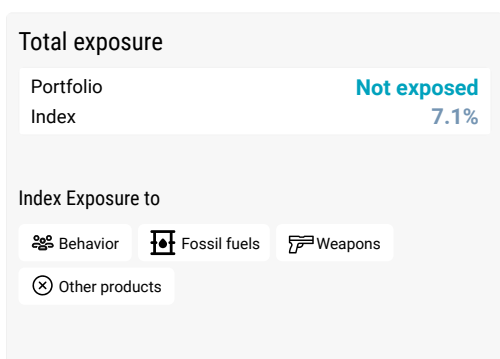 Total exposure
Portfolio Not exposed
Index 7.1%
Index Exposure to
Behavior Fossil fuels Weapons
Other products